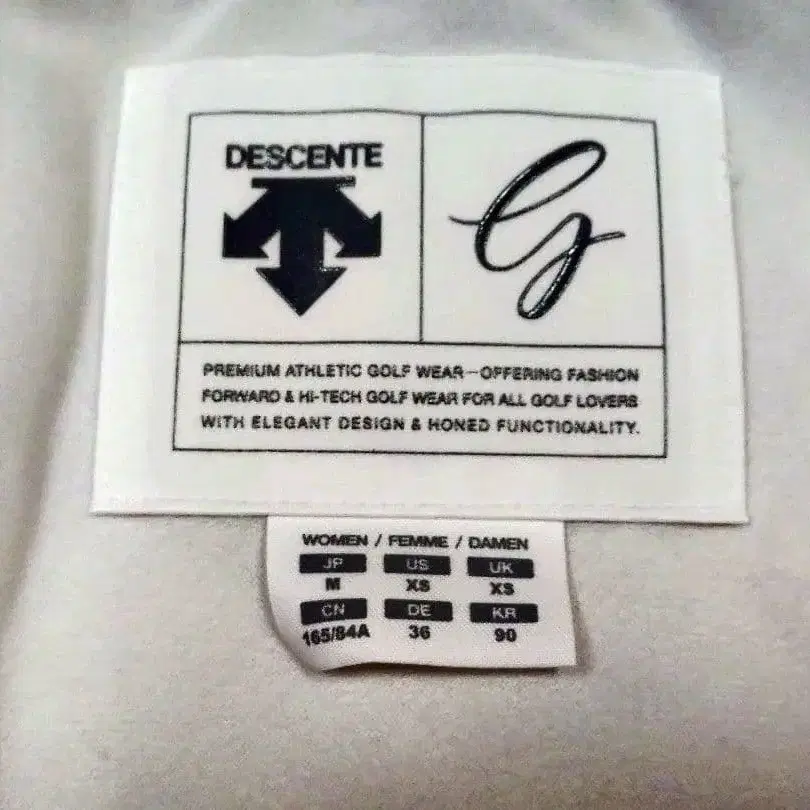 DESCENTE
G
PREMIUM ATHLETIC GOLF WEAR－OFFERING FASHION
FORWARD & HI-TECH GOLF WEAR FOR ALL GOLF LOVERS
WITH ELEGANT DESIGN & HONED FUNCTIONALITY.
WOMEN / FEMME / DAMEN
JP US UK
M XS XS
CN DE KR
165/84A 36 90